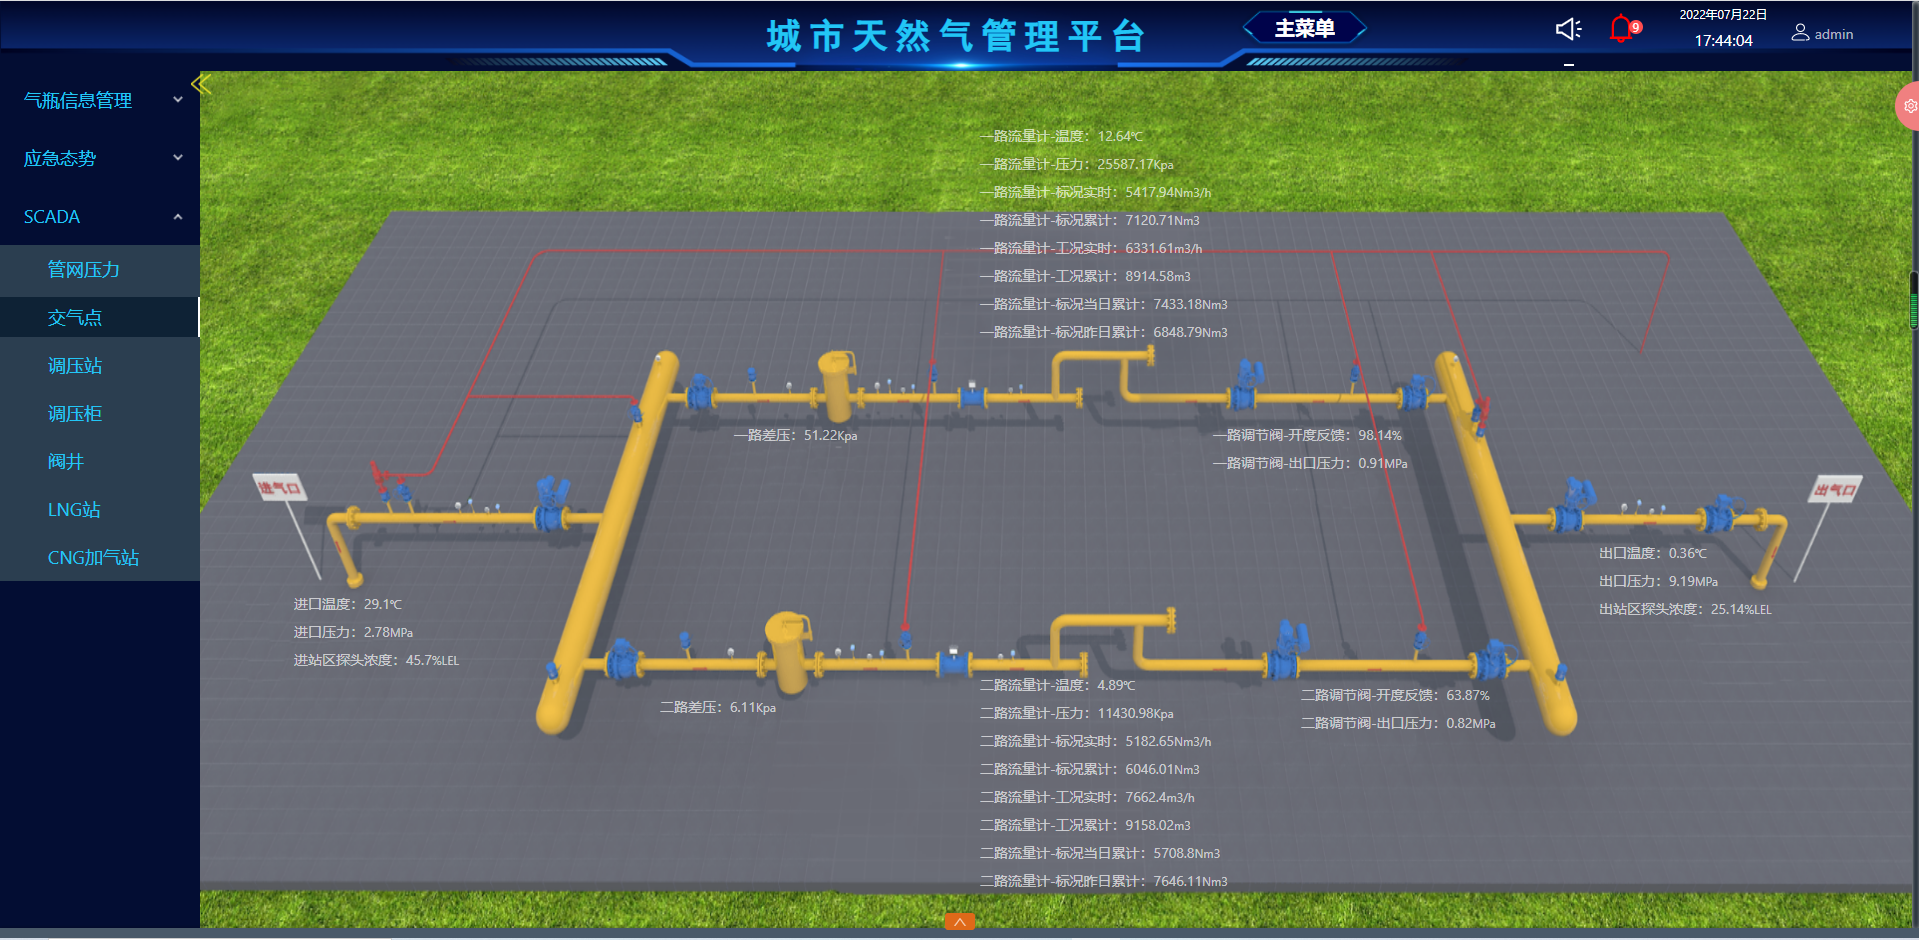 城市天然气管理平台
主菜单
9
2022年07月22日
17:44:04
admin
气瓶信息管理
应急态势
SCADA
管网压力
交气点
调压站
调压柜
阀井
LNG站
CNG加气站
一路流量计-温度：12.64℃
一路流量计-压力：25587.17Kpa
一路流量计-标况实时：5417.94Nm3/h
一路流量计-标况累计：7120.71Nm3
一路流量计-工况实时：6331.61m3/h
一路流量计-工况累计：8914.58m3
一路流量计-标况当日累计：7433.18Nm3
一路流量计-标况昨日累计：6848.79Nm3
一路差压：51.22Kpa
一路调节阀-开度反馈：98.14%
一路调节阀-出口压力：0.91MPa
进气口
出气口
进口温度：29.1℃
进口压力：2.78MPa
进站区探头浓度：45.7%LEL
出口温度：0.36℃
出口压力：9.19MPa
出站区探头浓度：25.14%LEL
二路差压：6.11Kpa
二路流量计-温度：4.89℃
二路流量计-压力：11430.98Kpa
二路流量计-标况实时：5182.65Nm3/h
二路流量计-标况累计：6046.01Nm3
二路流量计-工况实时：7662.4m3/h
二路流量计-工况累计：9158.02m3
二路流量计-标况当日累计：5708.8Nm3
二路流量计-标况昨日累计：7646.11Nm3
二路调节阀-开度反馈：63.87%
二路调节阀-出口压力：0.82MPa